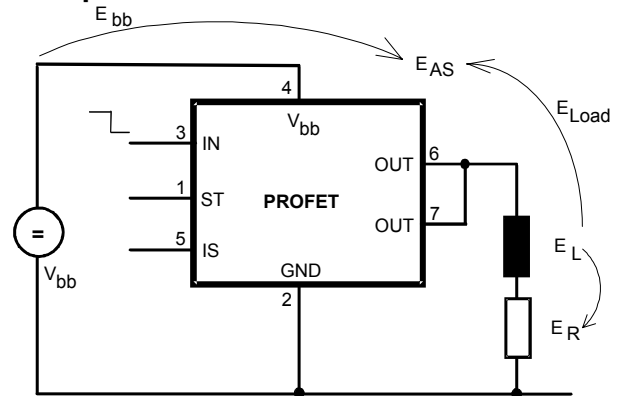 E bb
E AS
E Load
4
V bb
3 IN
OUT 6
1 ST
PROFET
=
OUT 7
5 IS
V bb
GND
E L
2
E R